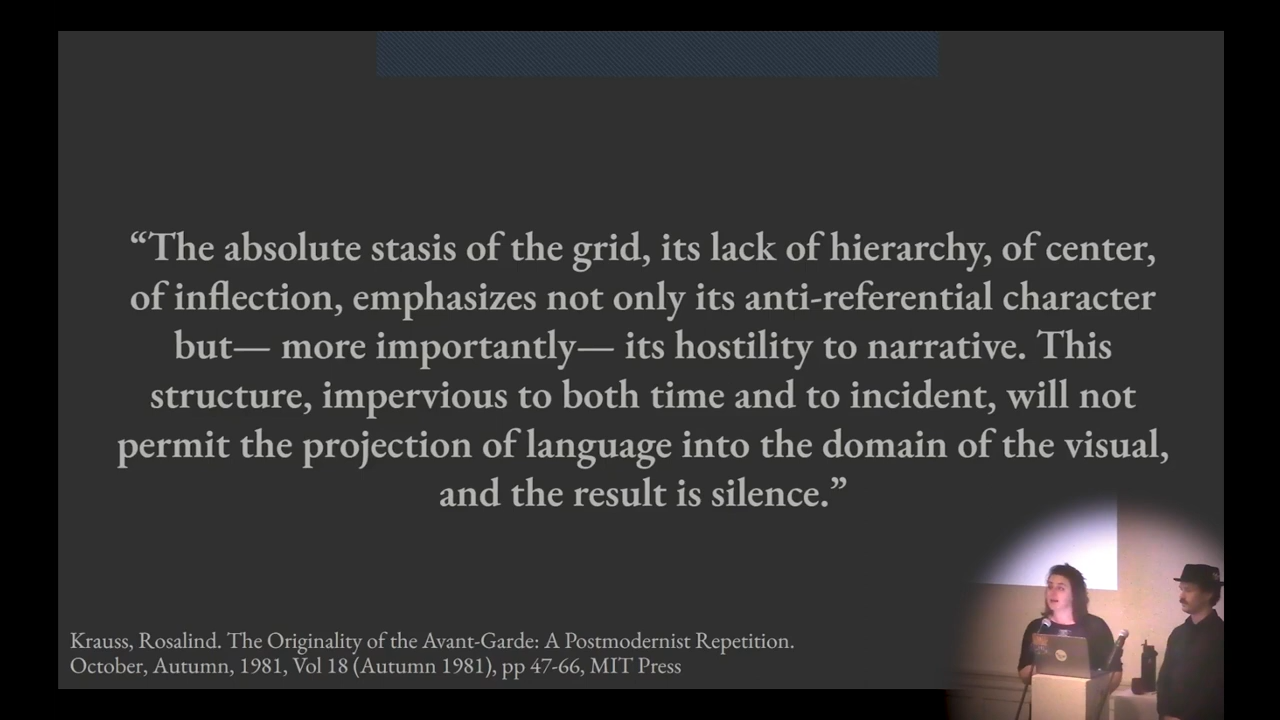 “The absolute stasis of the grid, its lack of hierarchy, of center,
of inflection, emphasizes not only its anti-referential character
but— more importantly— its hostility to narrative. This
structure, impervious to both time and to incident, will not
permit the projection of language into the domain of the visual,
and the result is silence.”
Krauss, Rosalind. The Originality of the Avant-Garde: A Postmodernist Repetition.
October, Autumn, 1981, Vol 18 (Autumn 1981), pp 47-66, MIT Press